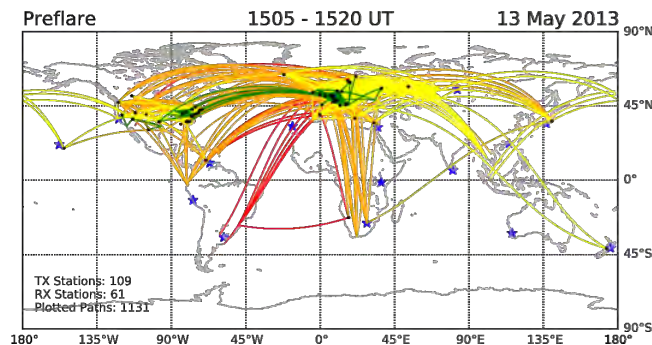 Preflare 1505 - 1520 UT 13 May 2013
90°N
45°N
0°
45°S
TX Stations: 109
RX Stations: 61
Plotted Paths: 1131
90°S
180° 135°W 90°W 45°W 0° 45°E 90°E 135°E 180°